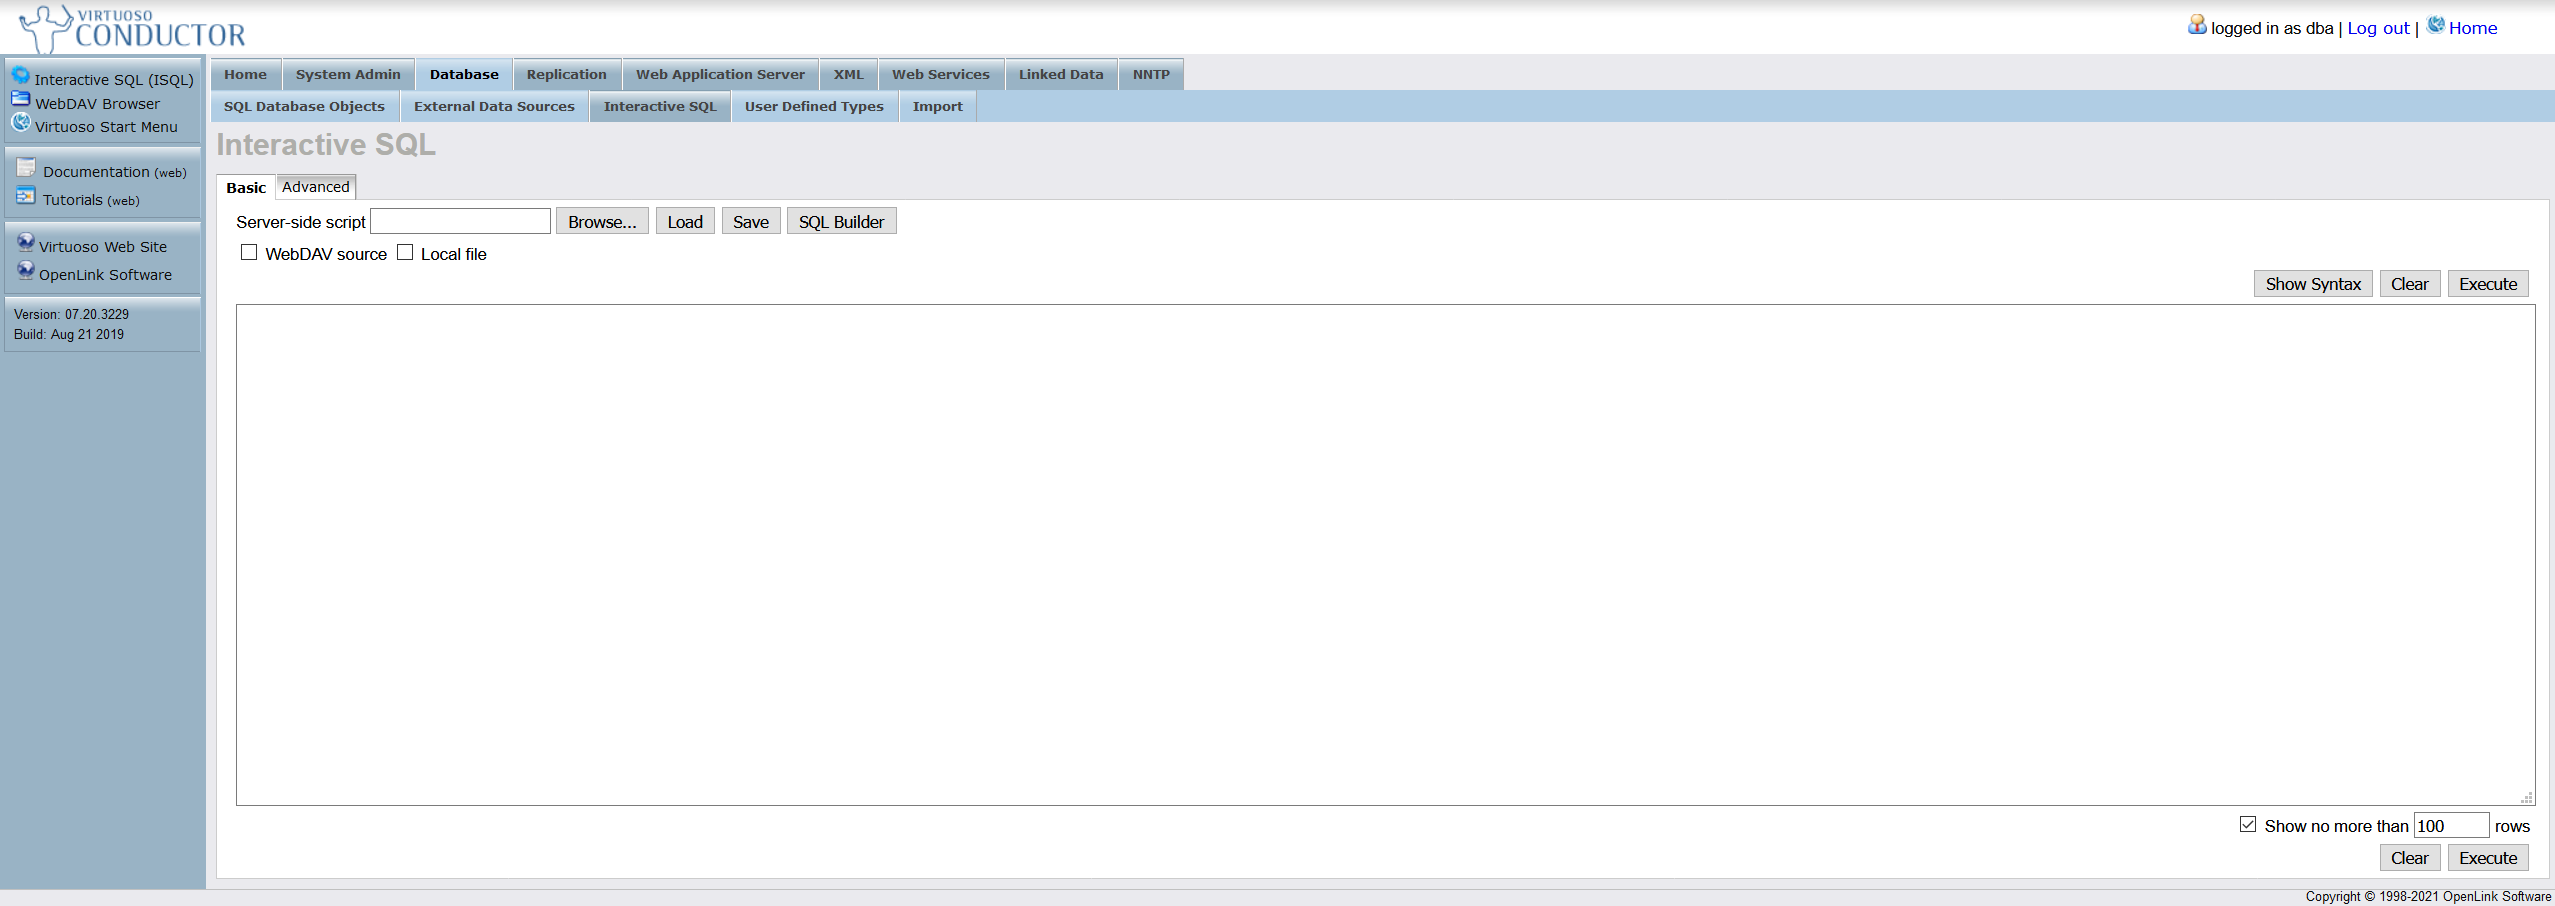 VIRTUOSO
CONDUCTOR
logged in as dba | Log out | Home
Interactive SQL (ISQL)
WebDAV Browser
Virtuoso Start Menu
Documentation (web)
Tutorials (web)
Virtuoso Web Site
OpenLink Software
Version: 07.20.3229
Build: Aug 21 2019
Home System Admin Database Replication Web Application Server XML Web Services Linked Data NNTP
SQL Database Objects External Data Sources Interactive SQL User Defined Types Import
Interactive SQL
Basic Advanced
Server-side script Browse... Load Save SQL Builder
WebDAV source Local file
Show Syntax Clear Execute
Show no more than 100 rows
Clear Execute
Copyright © 1998-2021 OpenLink Software